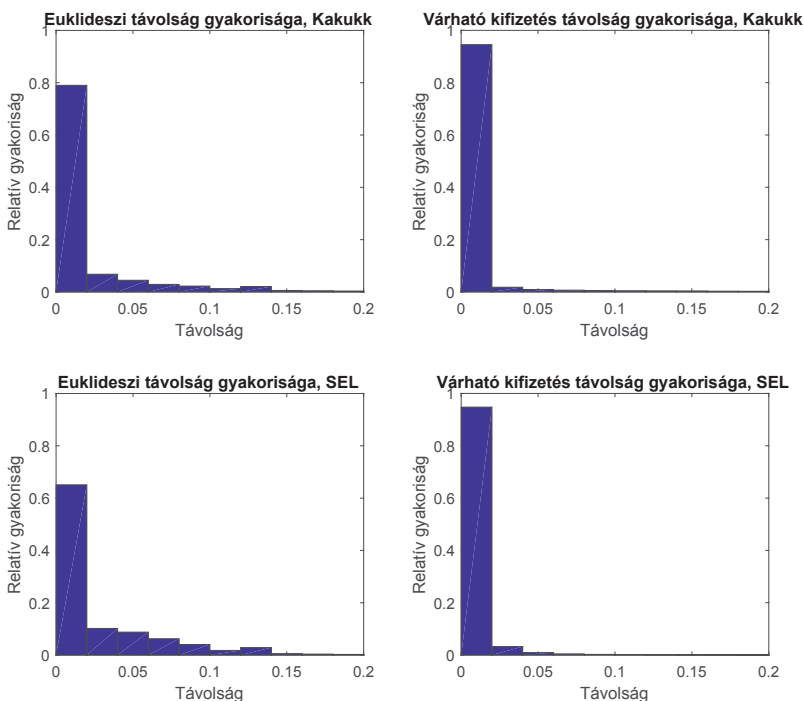 Euklideszi távolság gyakorisága, Kakukk
1
0.8
0.6
0.4
0.2
0
Relatív gyakoriság
0 0.05 0.1 0.15 0.2
Távolság
Várható kifizetés távolság gyakorisága, Kakukk
1
0.8
0.6
0.4
0.2
0
Relatív gyakoriság
0 0.05 0.1 0.15 0.2
Távolság
Euklideszi távolság gyakorisága, SEL
1
0.8
0.6
0.4
0.2
0
Relatív gyakoriság
0 0.05 0.1 0.15 0.2
Távolság
Várható kifizetés távolság gyakorisága, SEL
1
0.8
0.6
0.4
0.2
0
Relatív gyakoriság
0 0.05 0.1 0.15 0.2
Távolság